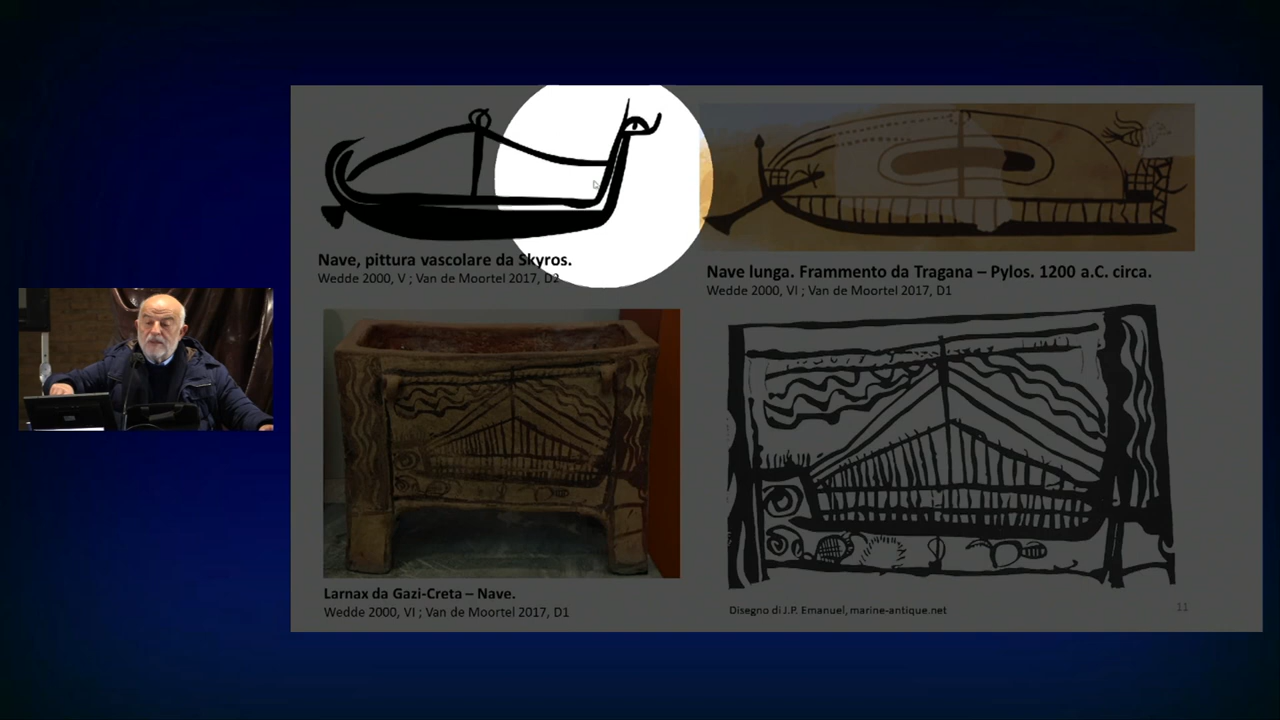 Nave, pittura vascolare da Skyros.
Wedde 2000, V ; Van de Moortel 2017, D2
Nave lunga. Frammento da Tragana – Pylos. 1200 a.C. circa.
Wedde 2000, VI ; Van de Moortel 2017, D1
Larnax da Gazi-Creta – Nave.
Wedde 2000, VI ; Van de Moortel 2017, D1
Disegno di J.P. Emanuel, marine-antique.net
11